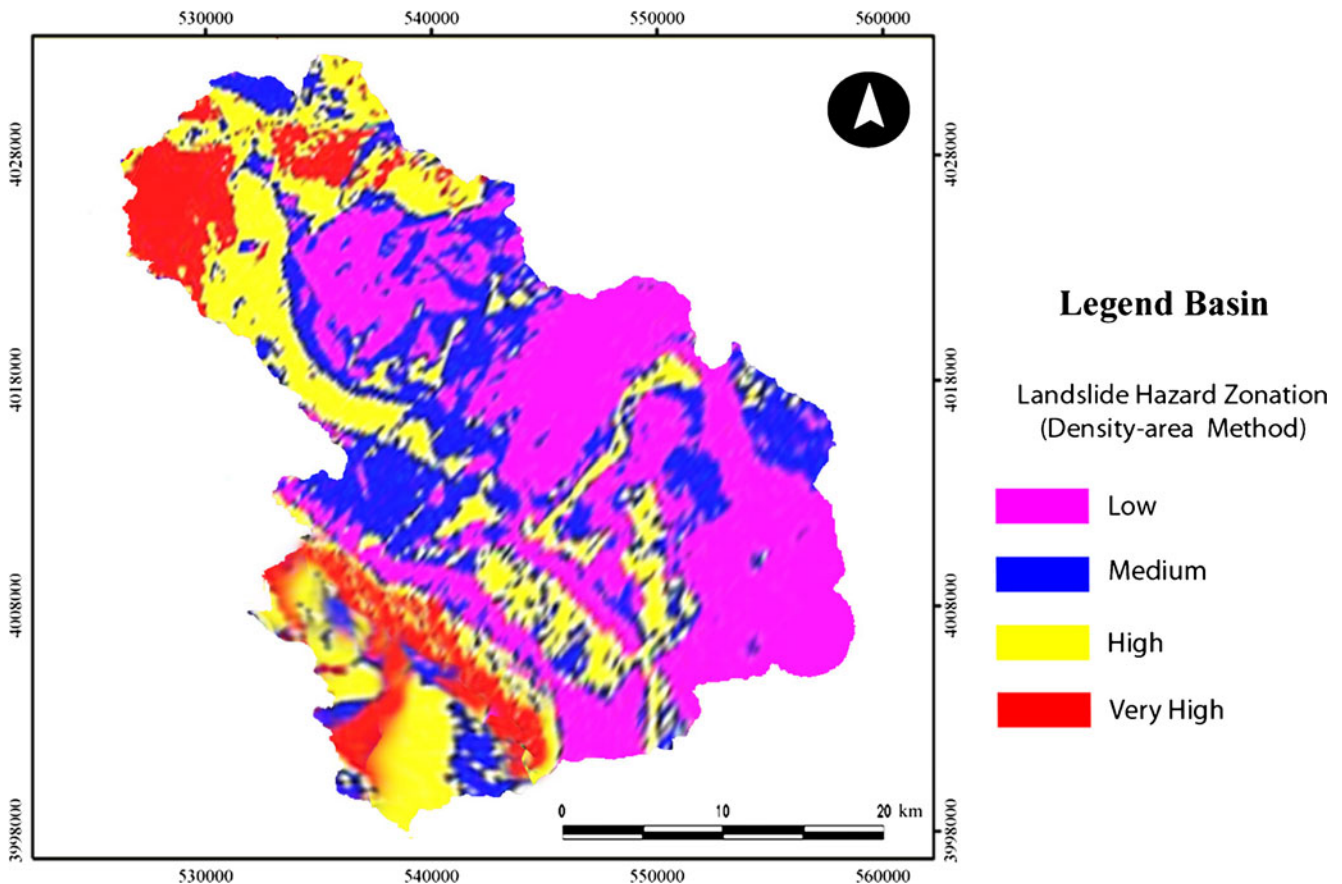 530000 540000 550000 560000
4028000 4028000
4018000 4018000
4008000 4008000
3998000 3998000
0 10 20 km
530000 540000 550000 560000
Legend Basin
Landslide Hazard Zonation
(Density-area Method)
Low
Medium
High
Very High